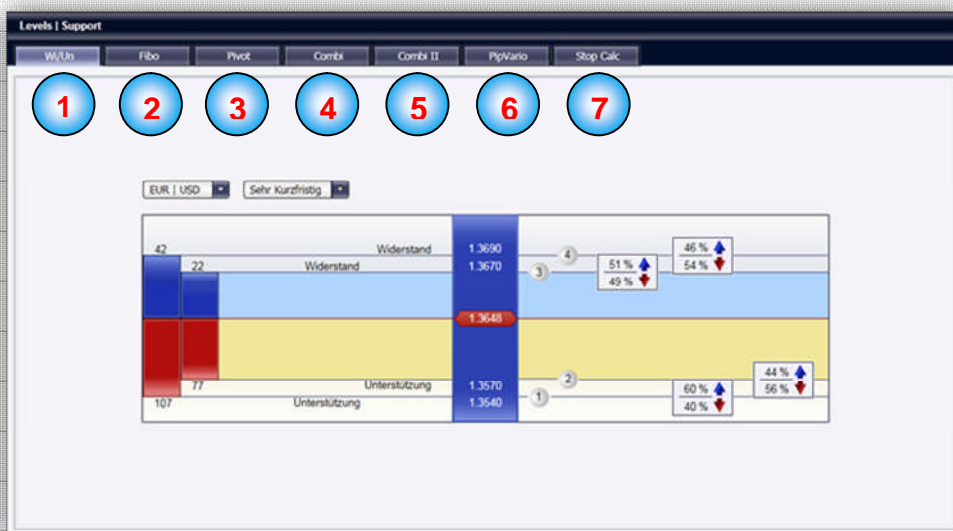 Levels | Support
Wi/Un Fibo Pivot Combi Combi II PipVario Stop Calc
1 2 3 4 5 6 7
EUR | USD Sehr Kurzfristig
42 Widerstand 1.3690 4 46 %
22 Widerstand 1.3670 3 51 % 54 %
49 %
1.3648
77 Unterstützung 1.3570 2 44 %
60 % 56 %
107 Unterstützung 1.3540 1 40 %